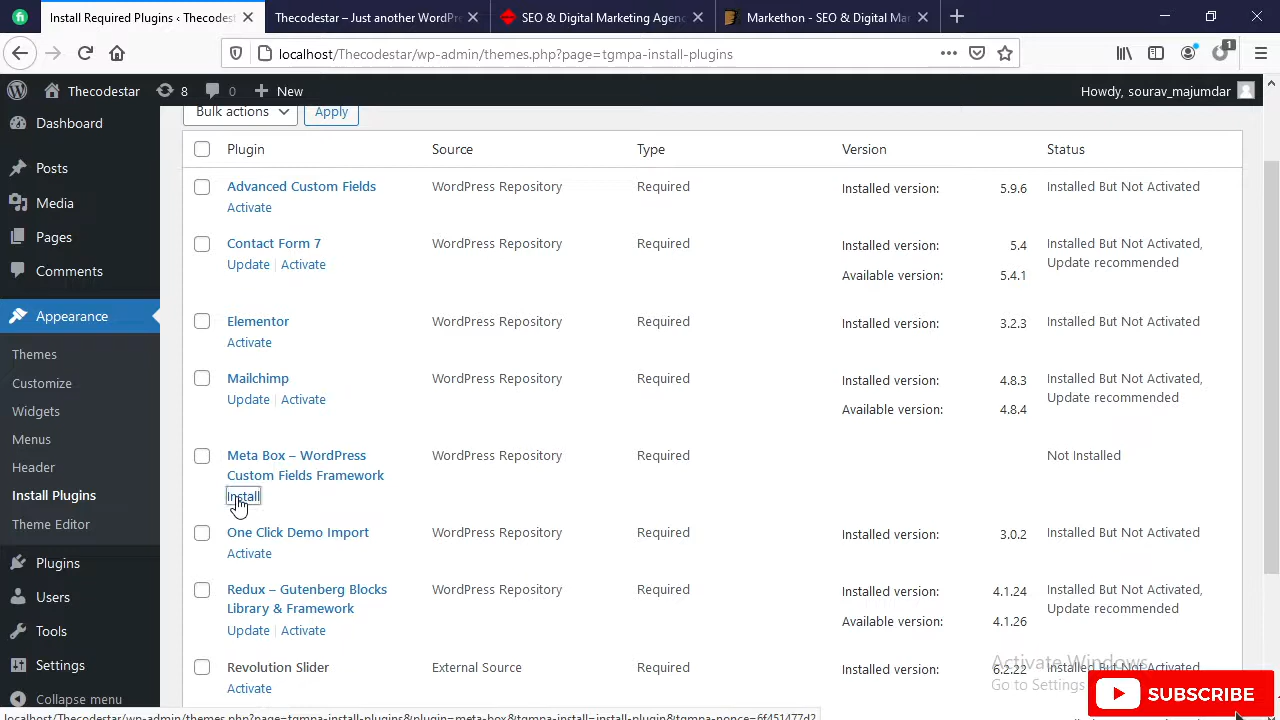 Install Required Plugins ‹ Thecodest
Thecodestar – Just another WordPr
SEO & Digital Marketing Agenc
Markethon - SEO & Digital Ma
localhost/Thecodestar/wp-admin/themes.php?page=tgmpa-install-plugins
1
Thecodestar
8
0
New
Howdy, sourav_majumdar
Dashboard
Posts
Media
Pages
Comments
Appearance
Themes
Customize
Widgets
Menus
Header
Install Plugins
Theme Editor
Plugins
Users
Tools
Settings
Collapse menu
Bulk actions
Apply
Plugin Source Type Version Status
Advanced Custom Fields WordPress Repository Required Installed version: 5.9.6 Installed But Not Activated
Activate
Contact Form 7 WordPress Repository Required Installed version: 5.4 Installed But Not Activated,
Update | Activate Available version: 5.4.1 Update recommended
Elementor WordPress Repository Required Installed version: 3.2.3 Installed But Not Activated
Activate
Mailchimp WordPress Repository Required Installed version: 4.8.3 Installed But Not Activated,
Update | Activate Available version: 4.8.4 Update recommended
Meta Box – WordPress WordPress Repository Required Not Installed
Custom Fields Framework
Install
One Click Demo Import WordPress Repository Required Installed version: 3.0.2 Installed But Not Activated
Activate
Redux – Gutenberg Blocks WordPress Repository Required Installed version: 4.1.24 Installed But Not Activated,
Library & Framework Available version: 4.1.26 Update recommended
Update | Activate
Revolution Slider External Source Required Installed version: 6.2.22 Installed But Not Activated
Activate
Activate Windows
Go to Settings
SUBSCRIBE